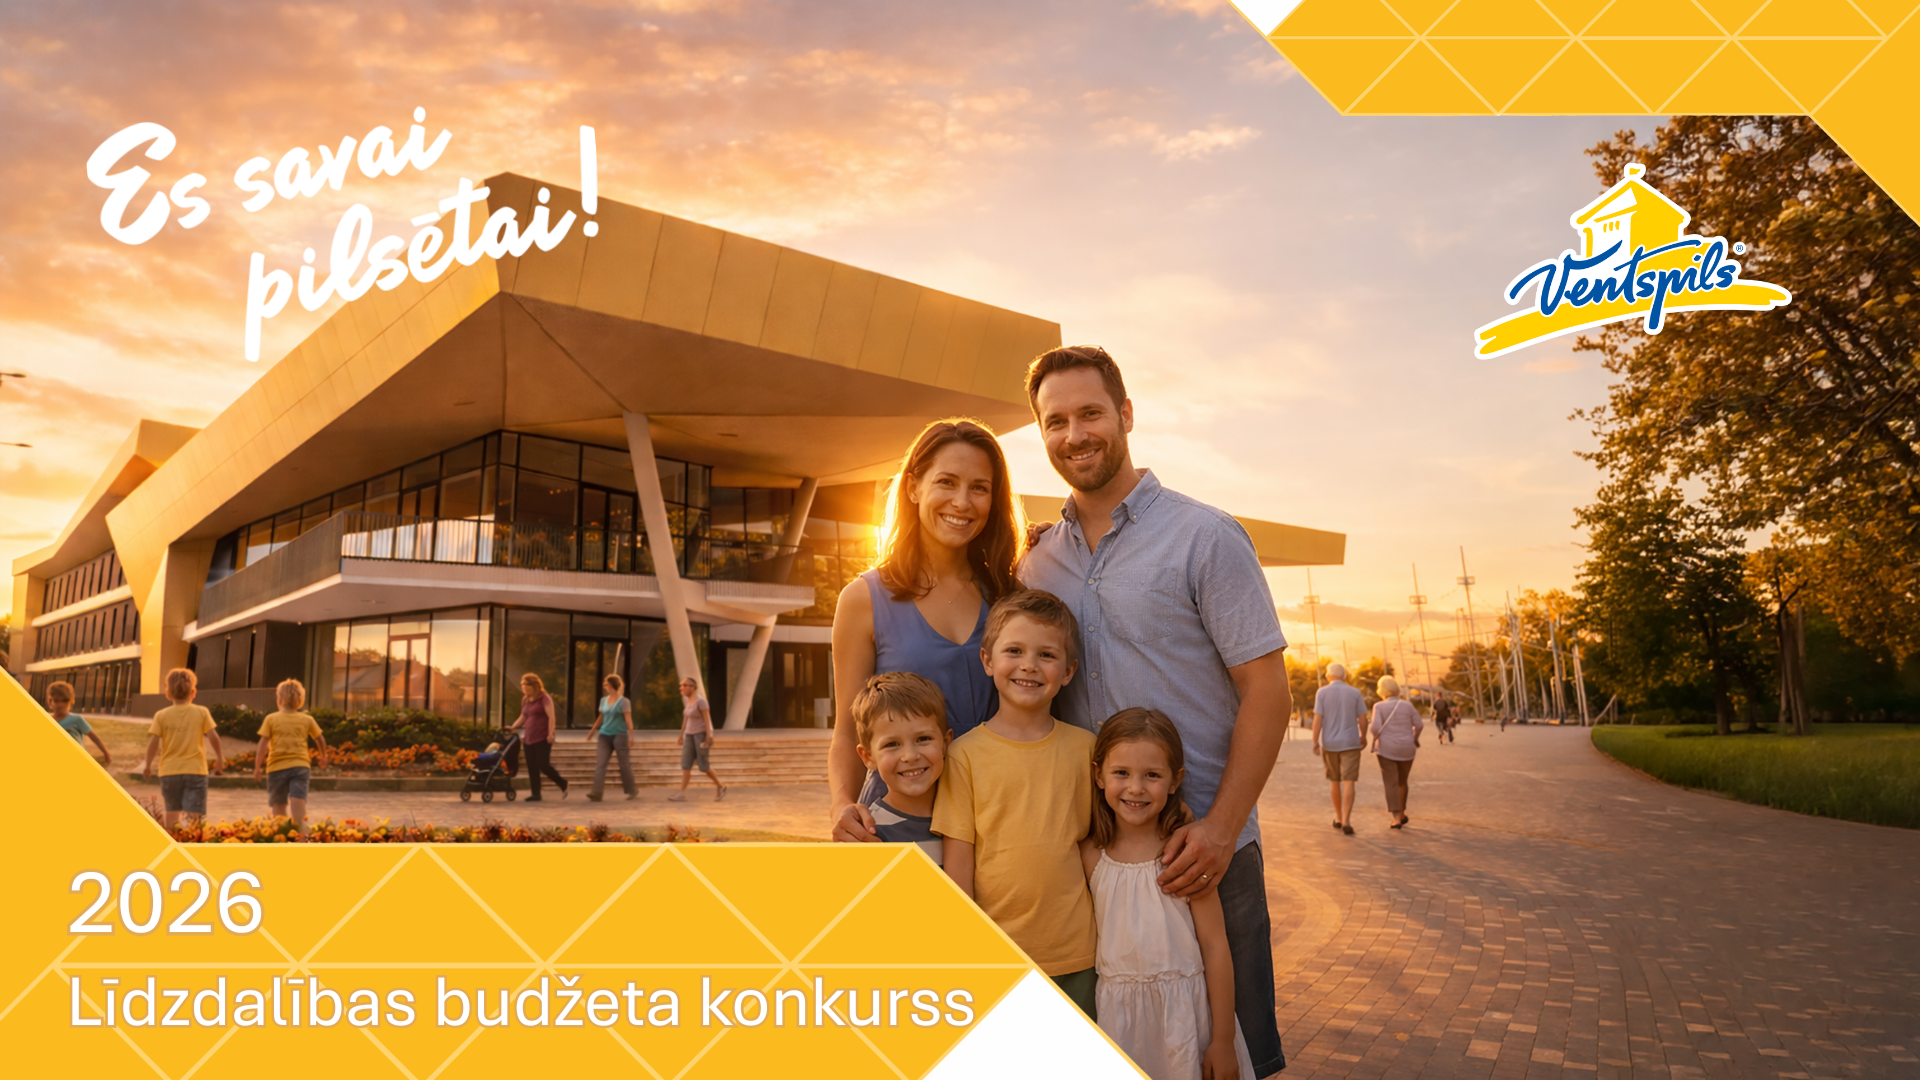 Es savai
pilsētai!
Ventspils®
2026
Līdzdalības budžeta konkurss